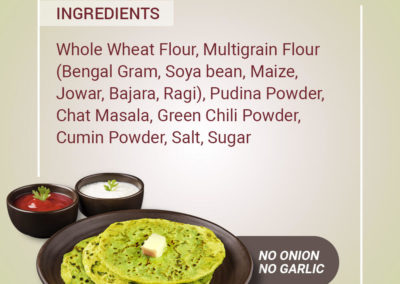 INGREDIENTS
Whole Wheat Flour, Multigrain Flour
(Bengal Gram, Soya bean, Maize,
Jowar, Bajara, Ragi), Pudina Powder,
Chat Masala, Green Chili Powder,
Cumin Powder, Salt, Sugar
NO ONION
NO GARLIC